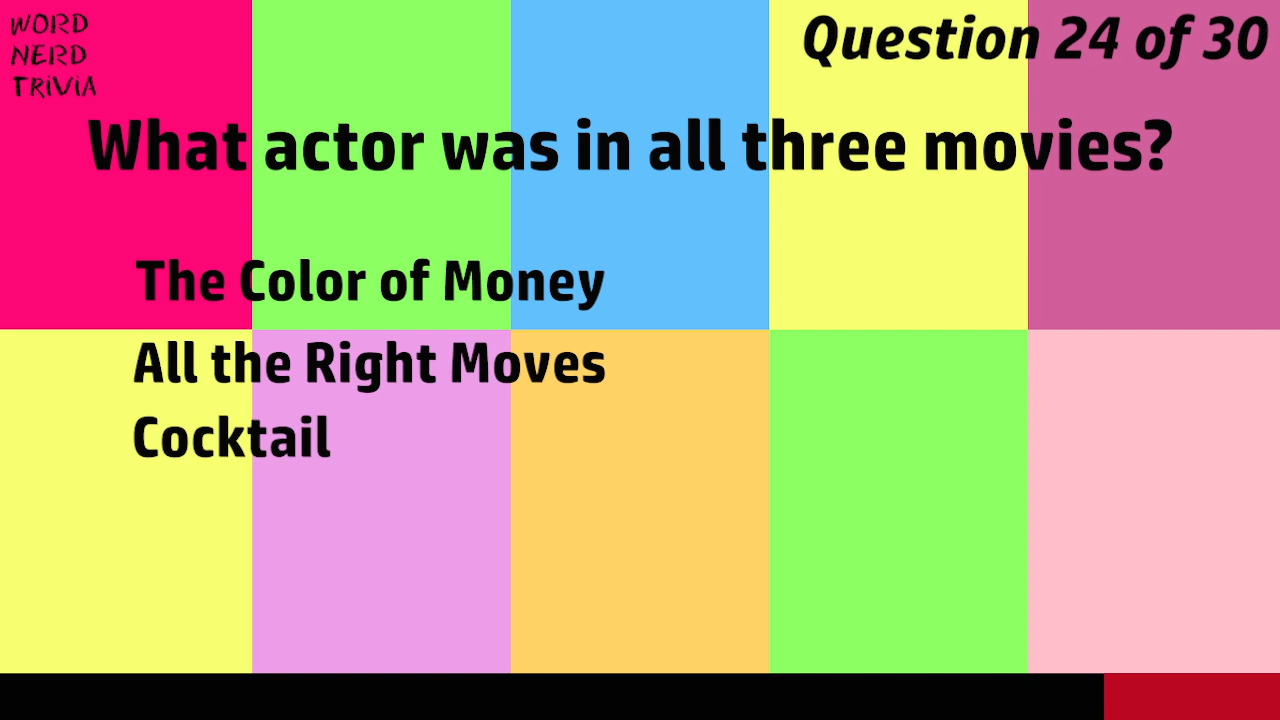 WORD
NERD
TRIVIA
Question 24 of 30
What actor was in all three movies?
The Color of Money
All the Right Moves
Cocktail